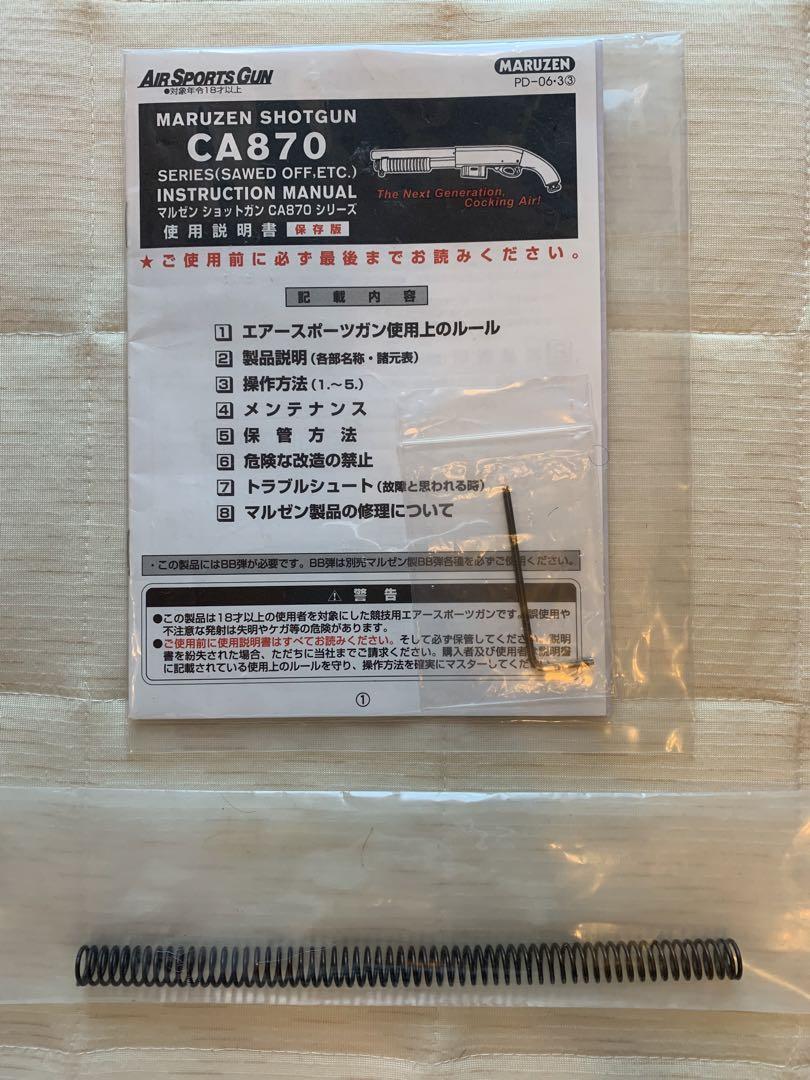 AIR SPORTS GUN
●対象年令18才以上
MARUZEN
PD-06・3③
MARUZEN SHOTGUN
CA870
SERIES(SAWED OFF,ETC.)
INSTRUCTION MANUAL
マルゼン ショットガン CA870 シリーズ
使用説明書 保存版
The Next Generation,
Cocking Air!
★ご使用前に必ず最後までお読みください。
記載内容
1 エアースポーツガン使用上のルール
2 製品説明(各部名称・諸元表)
3 操作方法(1.〜5.)
4 メンテナンス
5 保管方法
6 危険な改造の禁止
7 トラブルシュート(故障と思われる時)
8 マルゼン製品の修理について
・この製品にはBB弾が必要です。BB弾は別売マルゼン製BB弾各種を必ずご使用ください。
⚠ 警告
●この製品は18才以上の使用者を対象にした競技用エアースポーツガンです。誤使用や
不注意な発射は失明やケガ等の危険があります。
●ご使用前に使用説明書はすべてお読みください。そして必ず保管してください。説明
書を紛失された場合、ただちに当社までご請求ください。購入者及び使用者は説明書
に記載されている使用上のルールを守り、操作方法を確実にマスターしてくだ
①